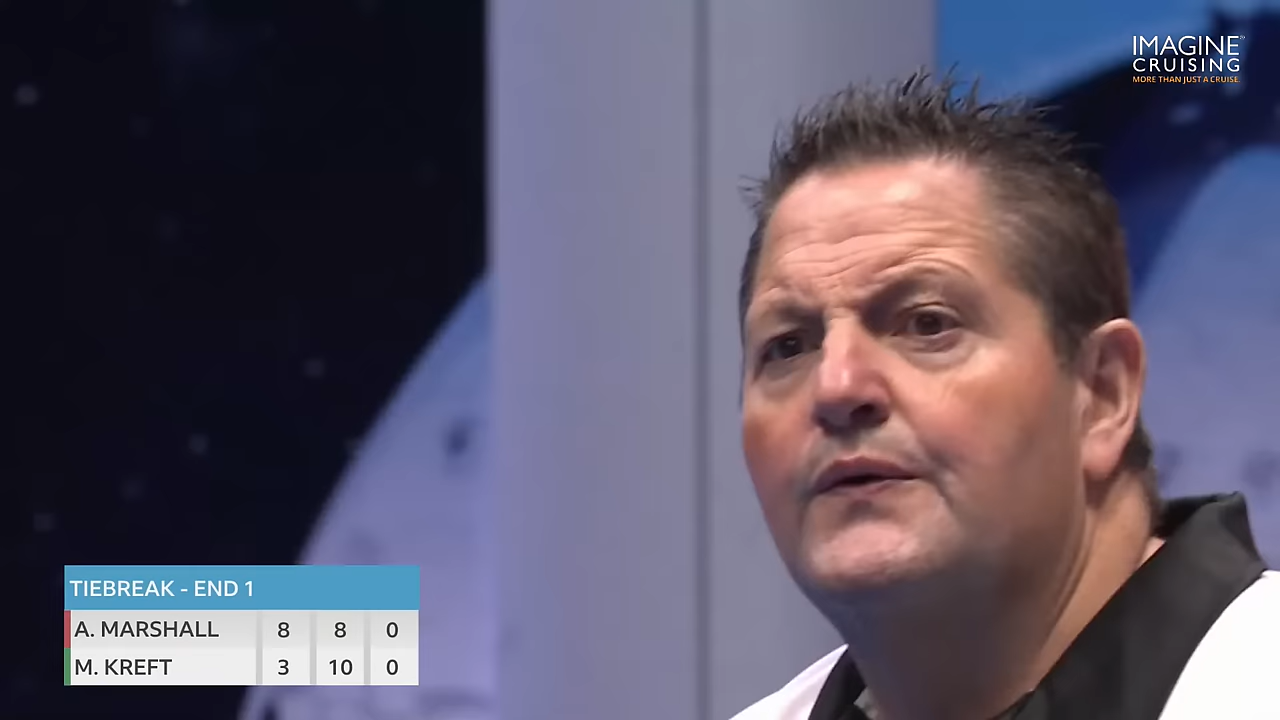 IMAGINE
CRUISING
MORE THAN JUST A CRUISE.
TIEBREAK - END 1
A. MARSHALL 8 8 0
M. KREFT 3 10 0